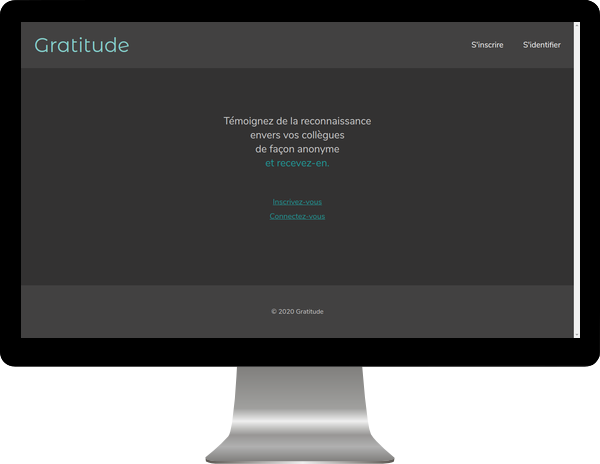 Gratitude
S'inscrire
S'identifier
Témoignez de la reconnaissance
envers vos collègues
de façon anonyme
et recevez-en.
Inscrivez-vous
Connectez-vous
© 2020 Gratitude